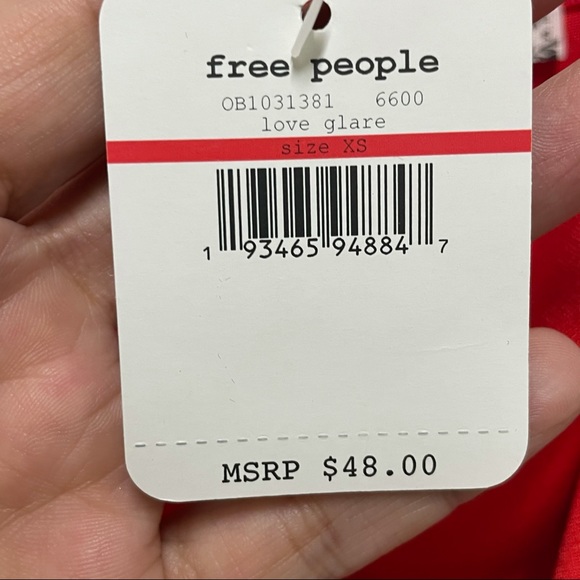 free people
OB1031381 6600
love glare
size XS
1 93465 94884 7
MSRP $48.00